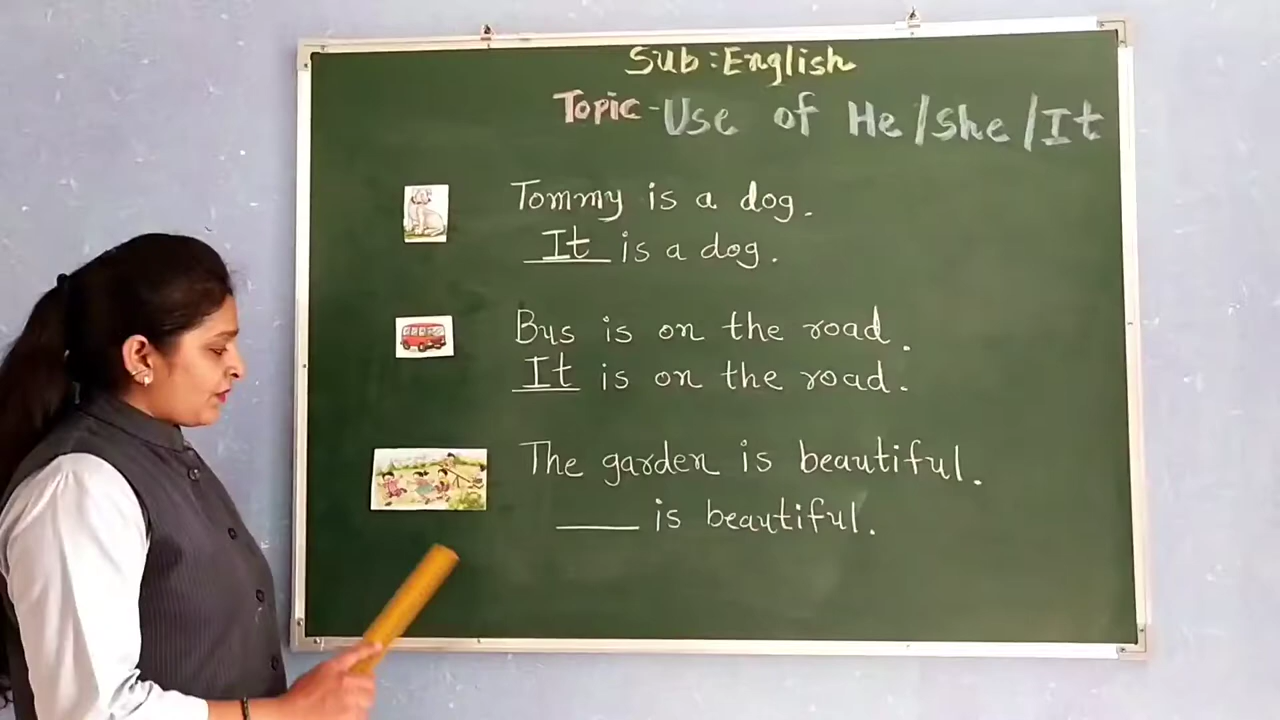 Sub:English
Topic-Use of He/She/It
Tommy is a dog.
It is a dog.
Bus is on the road.
It is on the road.
The garden is beautiful.
____ is beautiful.